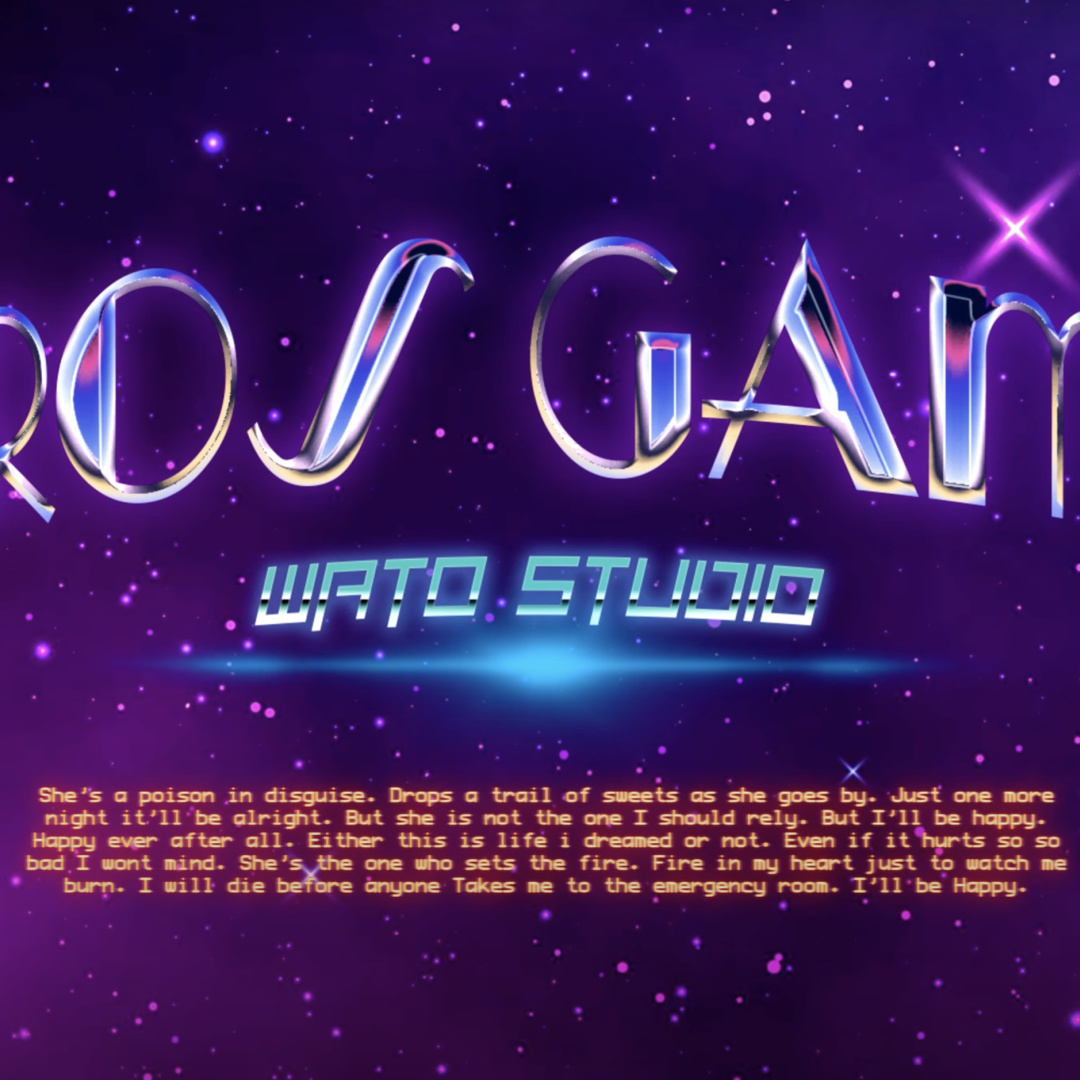 ROS GAM
WATO STUDIO
She's a poison in disguise. Drops a trail of sweets as she goes by. Just one more
night it'll be alright. But she is not the one I should rely. But I'll be happy.
Happy ever after all. Either this is life i dreamed or not. Even if it hurts so so
bad I wont mind. She's the one who sets the fire. Fire in my heart just to watch me
burn. I will die before anyone Takes me to the emergency room. I'll be Happy.